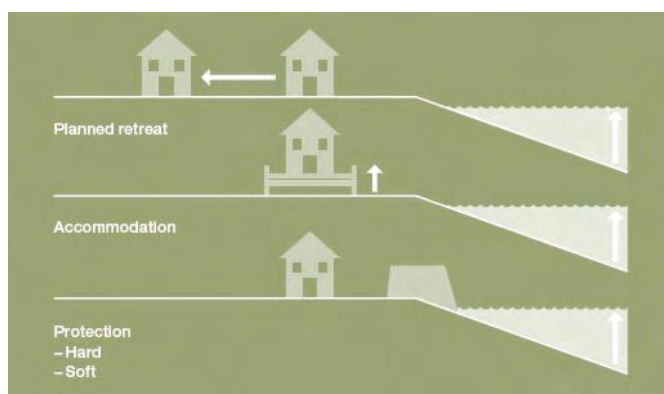 Planned retreat
Accommodation
Protection
–Hard
–Soft